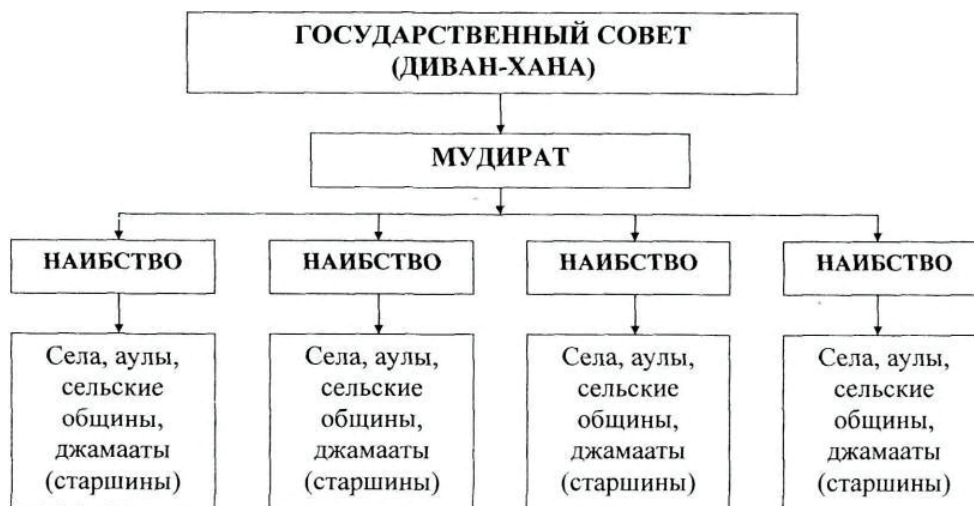 ГОСУДАРСТВЕННЫЙ СОВЕТ
(ДИВАН-ХАНА)
МУДИРАТ
НАИБСТВО
НАИБСТВО
НАИБСТВО
НАИБСТВО
Села, аулы,
сельские
общины,
джамааты
(старшины)
Села, аулы,
сельские
общины,
джамааты
(старшины)
Села, аулы,
сельские
общины,
джамааты
(старшины)
Села, аулы,
сельские
общины,
джамааты
(старшины)